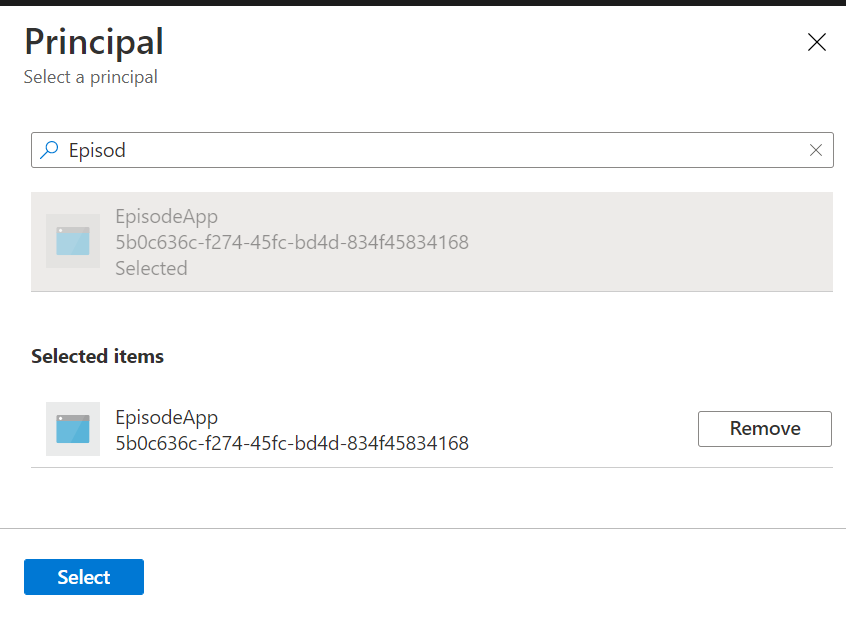 Principal
Select a principal
Episod
EpisodeApp
5b0c636c-f274-45fc-bd4d-834f45834168
Selected
Selected items
EpisodeApp
5b0c636c-f274-45fc-bd4d-834f45834168
Remove
Select